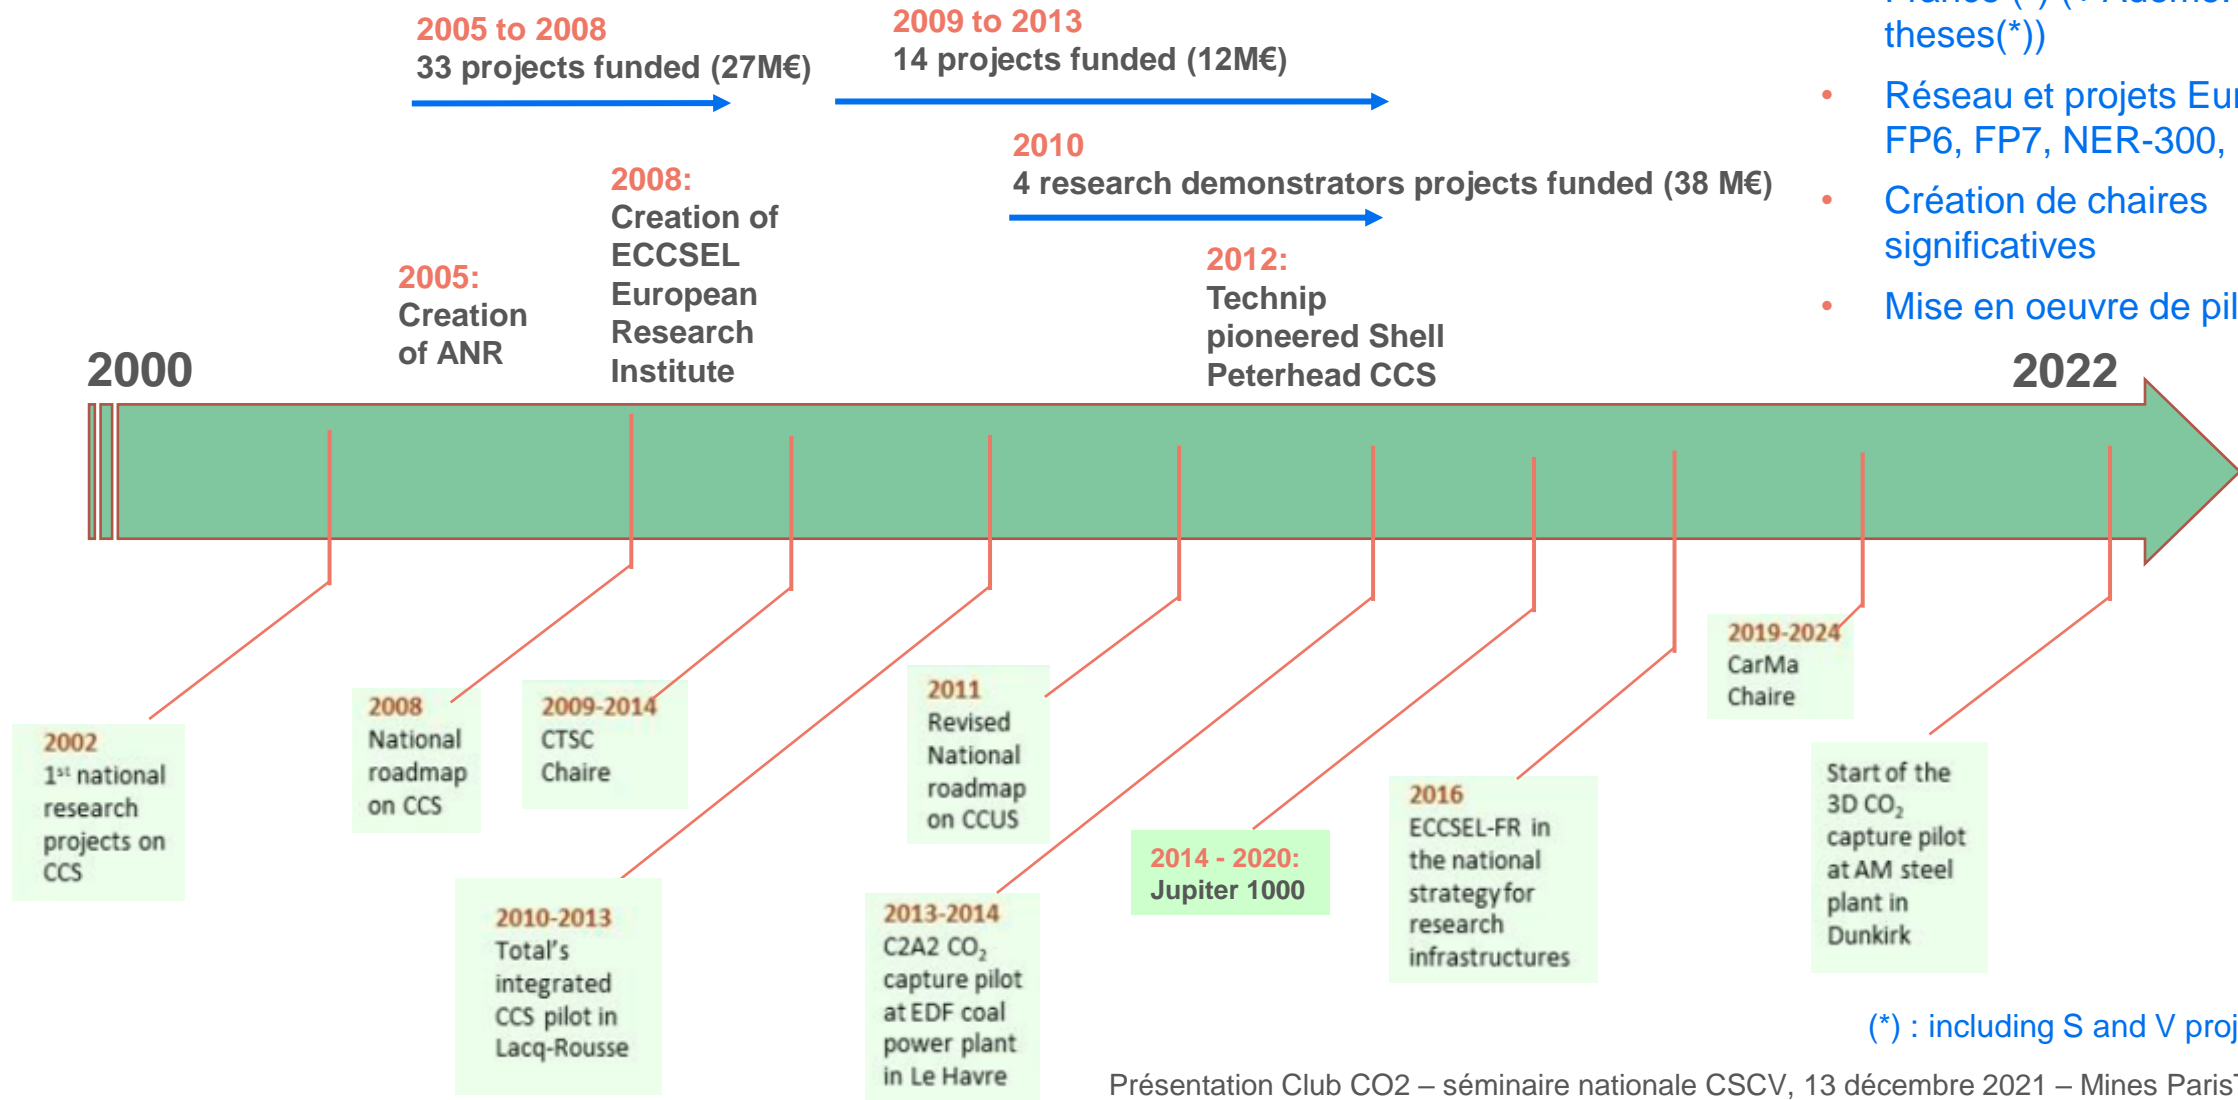 2005 to 2008
33 projects funded (27M€)
2009 to 2013
14 projects funded (12M€)
2010
4 research demonstrators projects funded (38 M€)
theses(*))
• Réseau et projets
FP6, FP7, NER-300,
• Création de chaires
significatives
• Mise en oeuvre de
2005:
Creation
of ANR
2008:
Creation of
ECCSEL
European
Research
Institute
2012:
Technip
pioneered Shell
Peterhead CCS
2000
2022
2002
1st national
research
projects on
CCS
2008
National
roadmap
on CCS
2009-2014
CTSC
Chaire
2010-2013
Total's
integrated
CCS pilot in
Lacq-Rousse
2011
Revised
National
roadmap
on CCUS
2013-2014
C2A2 CO₂
capture pilot
at EDF coal
power plant
in Le Havre
2014 - 2020:
Jupiter 1000
2016
ECCSEL-FR in
the national
strategy for
research
infrastructures
2019-2024
CarMa
Chaire
Start of the
3D CO₂
capture pilot
at AM steel
plant in
Dunkirk
(*) : including S and V
Présentation Club CO2 – séminaire nationale CSCV, 13 décembre 2021 – Mines